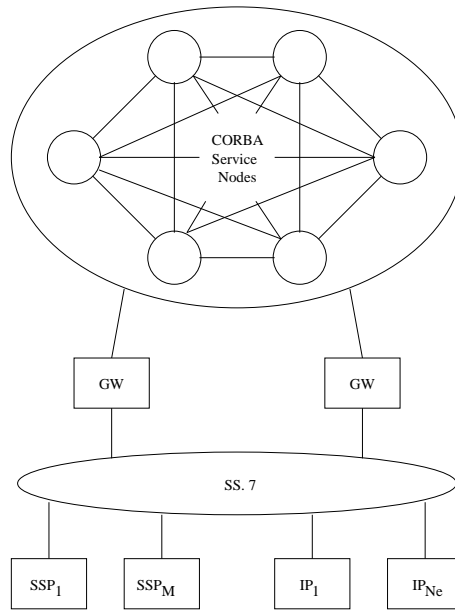 CORBA
Service
Nodes
GW GW
SS. 7
SSP1 SSPM IP1 IPNe